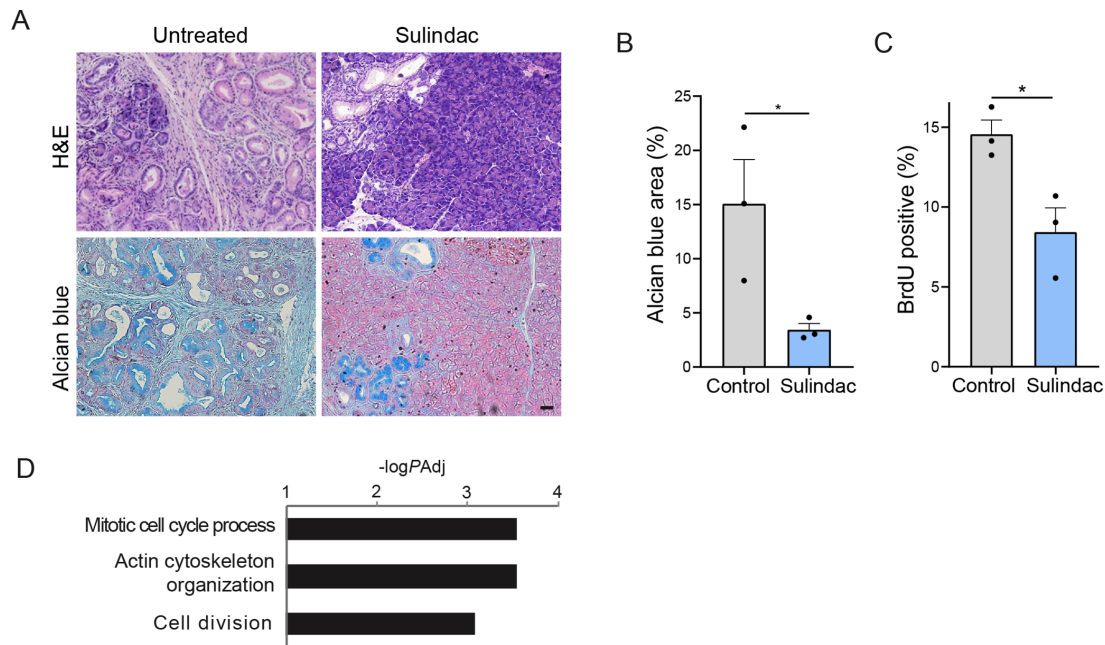 A
Untreated
Sulindac
H&E
Alcian blue
B
Alcian blue area (%)
25
20
15
10
5
0
*
Control
Sulindac
C
BrdU positive (%)
15
10
5
0
*
Control
Sulindac
D
-logPAdj
1
2
3
4
Mitotic cell cycle process
Actin cytoskeleton
organization
Cell division